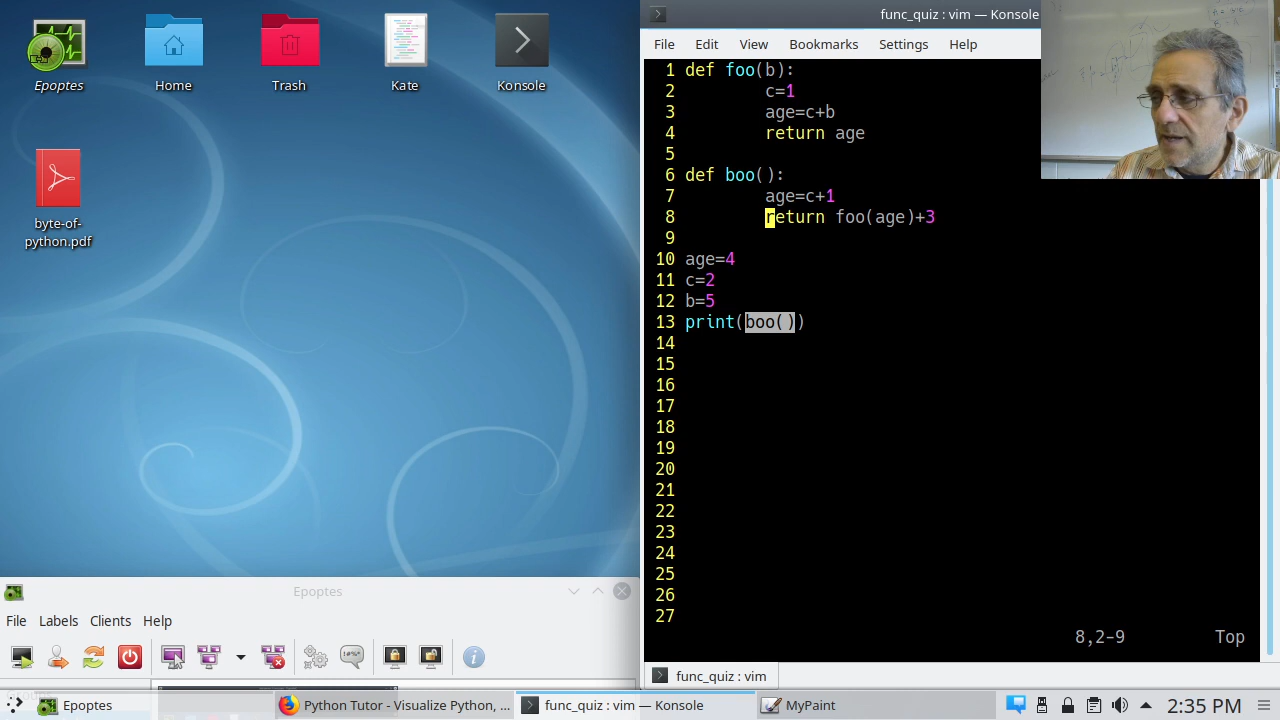 Epoptes
Home
Trash
Kate
Konsole
byte-of-
python.pdf
func_quiz : vim — Konsole
File
Help
1 def foo(b):
2 c=1
3 age=c+b
4 return age
5
6 def boo():
7 age=c+1
8 return foo(age)+3
9
10 age=4
11 c=2
12 b=5
13 print(boo())
14
15
16
17
18
19
20
21
22
23
24
25
26
27
8,2-9 Top
func_quiz : vim
Epoptes
File Labels Clients Help
Epoptes
Python Tutor - Visualize Python, ...
func_quiz : vim — Konsole
MyPaint
2:35 PM